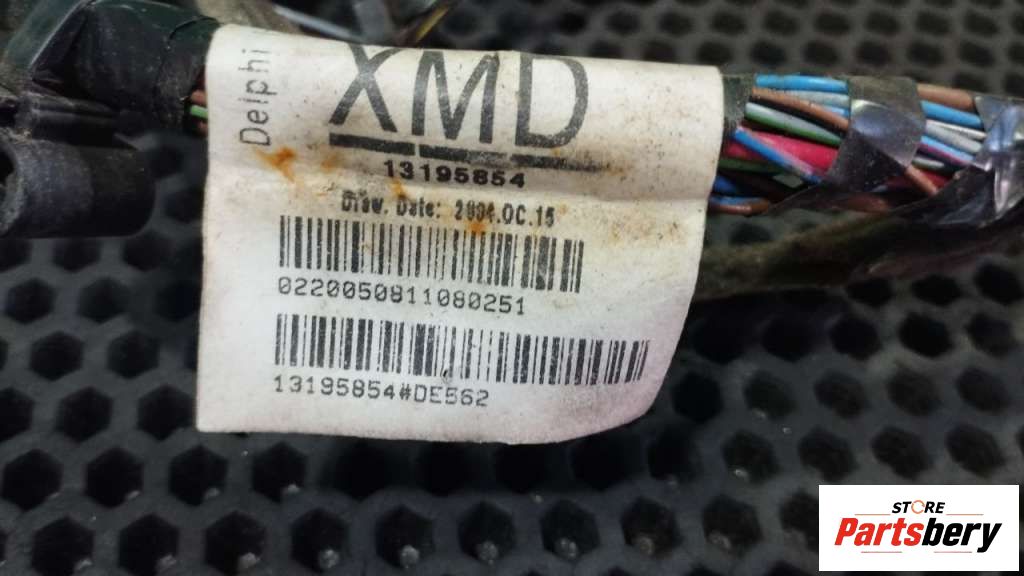 Delphi
XMD
13195854
Draw. Date: 2004.OC.15
0220050811080251
13195854#DE562
STORE
Partsbery